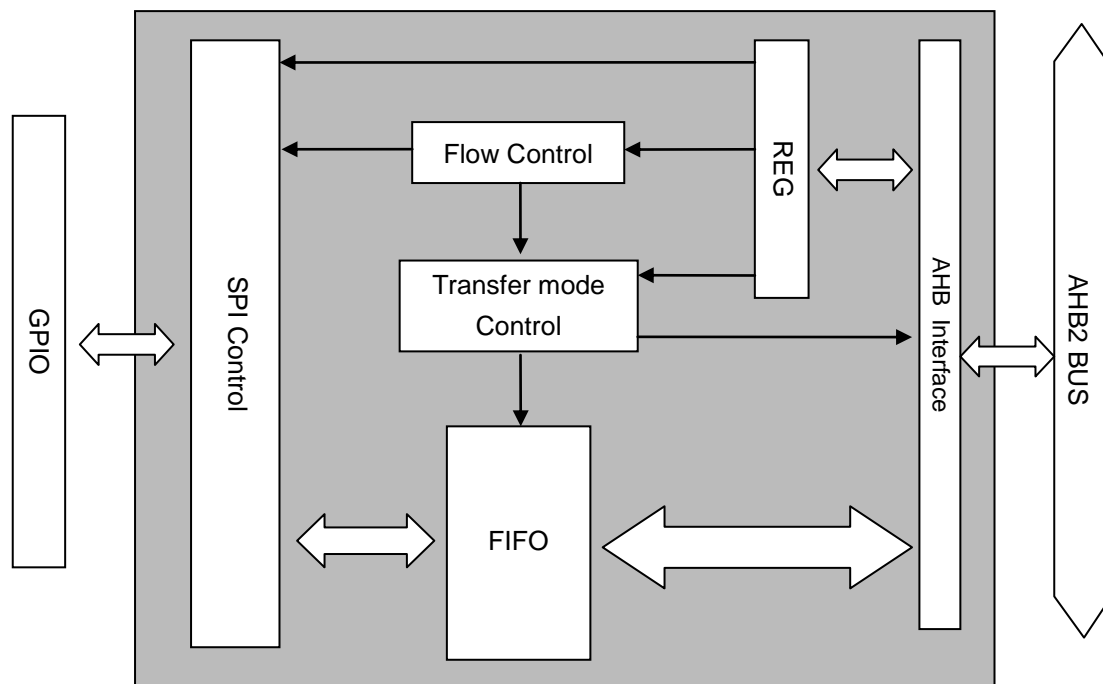 GPIO
SPI Control
Flow Control
Transfer mode
Control
FIFO
REG
AHB Interface
AHB2 BUS